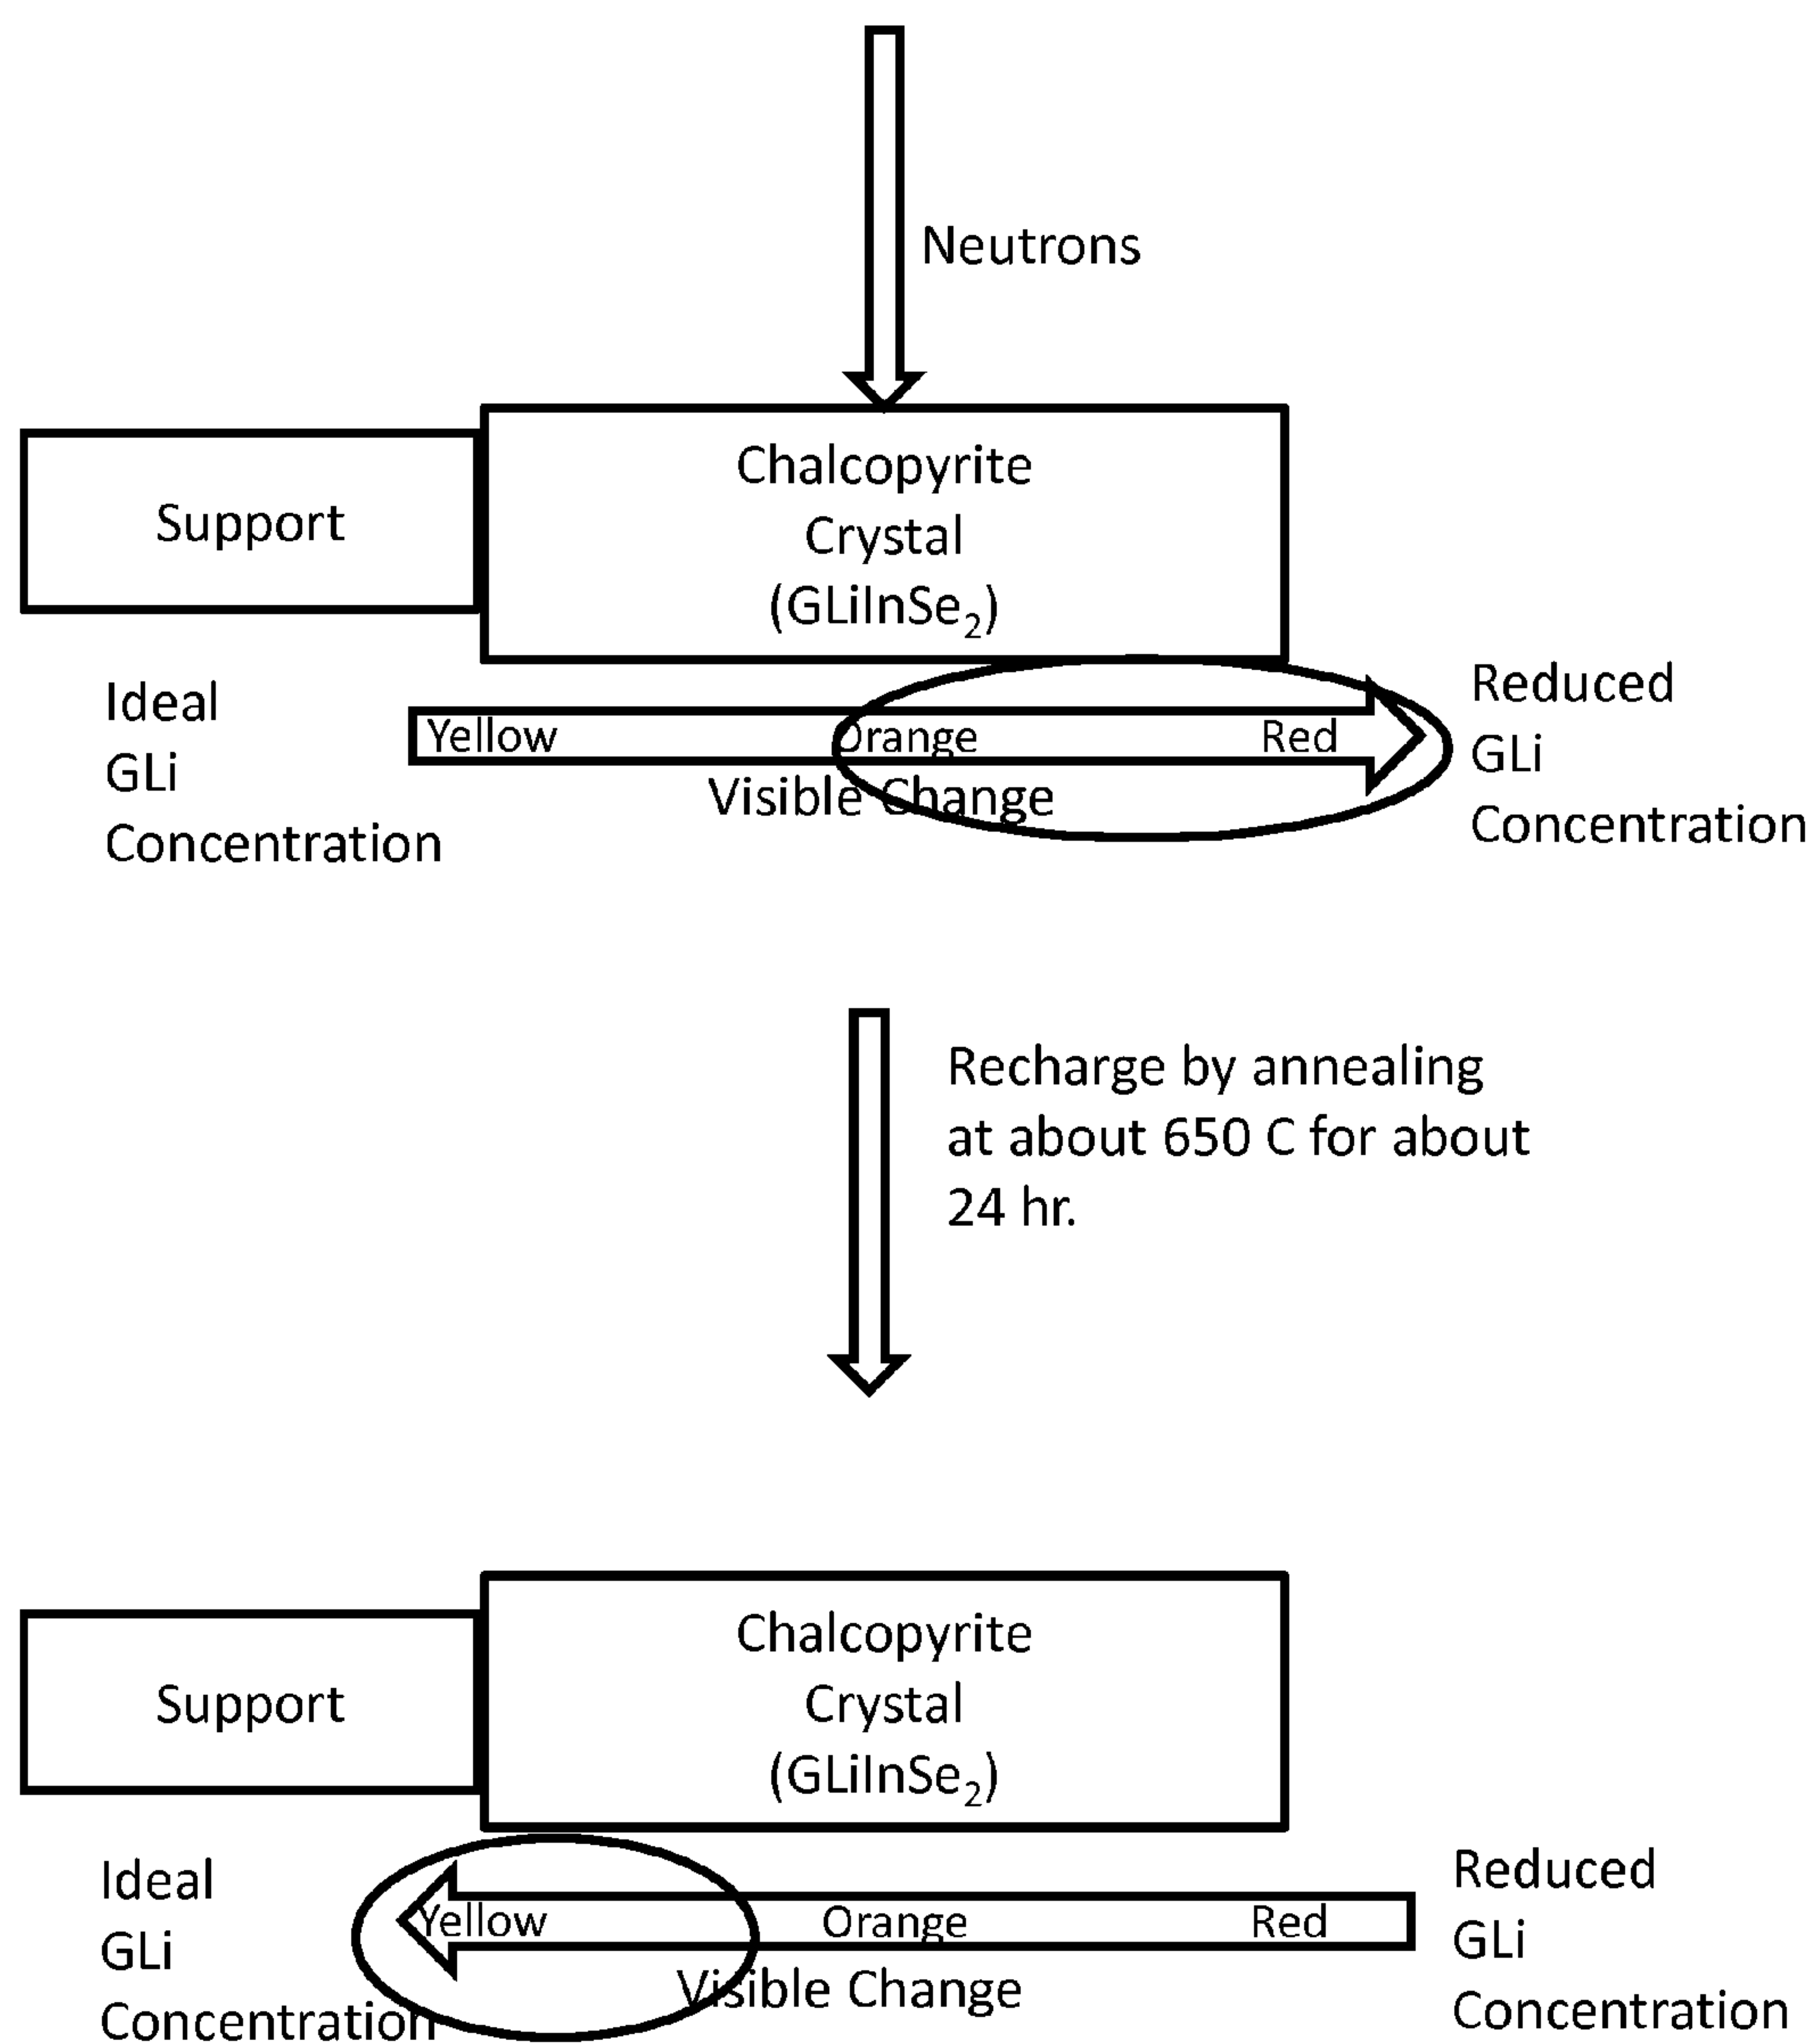 Neutrons
Support
Chalcopyrite
Crystal
(GLiInSe₂)
Ideal
GLi
Concentration
Yellow
Orange
Red
Visible Change
Reduced
GLi
Concentration
Recharge by annealing
at about 650 C for about
24 hr.
Support
Chalcopyrite
Crystal
(GLiInSe₂)
Ideal
GLi
Concentration
Yellow
Orange
Red
Visible Change
Reduced
GLi
Concentration